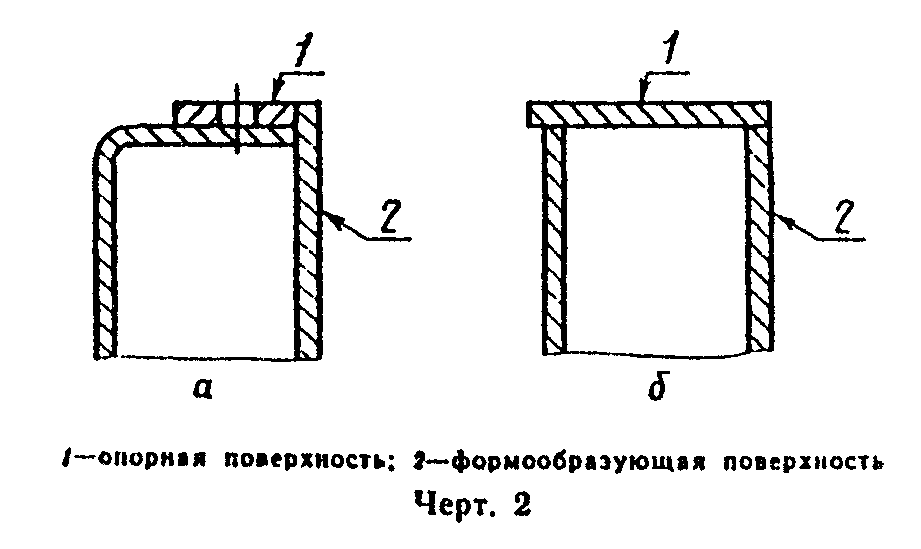 1 1
2 2
а б
1—опорная поверхность; 2—формообразующая поверхность
Черт. 2